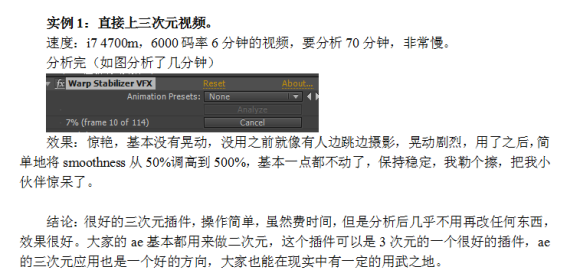 实例 1：直接上三次元视频。
速度：i7 4700m，6000 码率 6 分钟的视频，要分析 70 分钟，非常慢。
分析完（如图分析了几分钟）
fx Warp Stabilizer VFX Reset About...
Animation Presets: None
Analyze
7% (frame 10 of 114) Cancel
效果：惊艳，基本没有晃动，没用之前就像有人边跳边摄影，晃动剧烈，用了之后，简
单地将 smoothness 从 50%调高到 500%，基本一点都不动了，保持稳定，我勒个擦，把我小
伙伴惊呆了。
结论：很好的三次元插件，操作简单，虽然费时间，但是分析后几乎不用再改任何东西，
效果很好。大家的 ae 基本都用来做二次元，这个插件可以是 3 次元的一个很好的插件，ae
的三次元应用也是一个好的方向，大家也能在现实中有一定的用武之地。